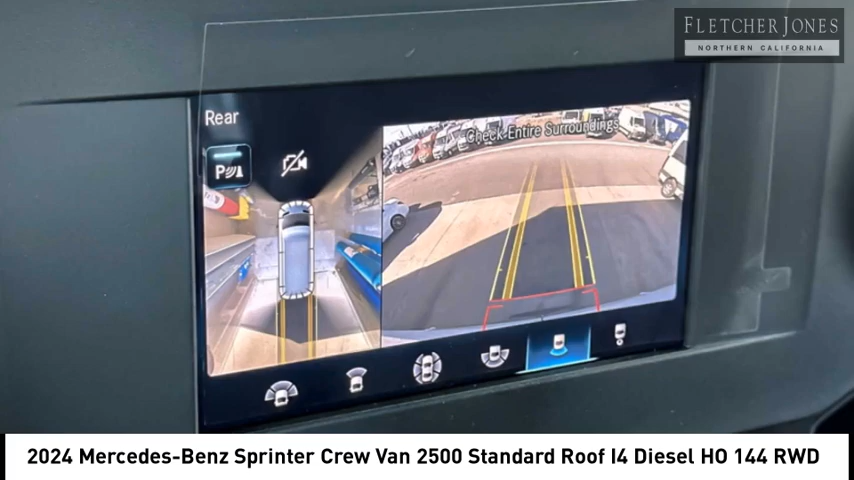 FLETCHER JONES
NORTHERN CALIFORNIA
Rear
Check Entire Surroundings
P
2024 Mercedes-Benz Sprinter Crew Van 2500 Standard Roof I4 Diesel HO 144 RWD